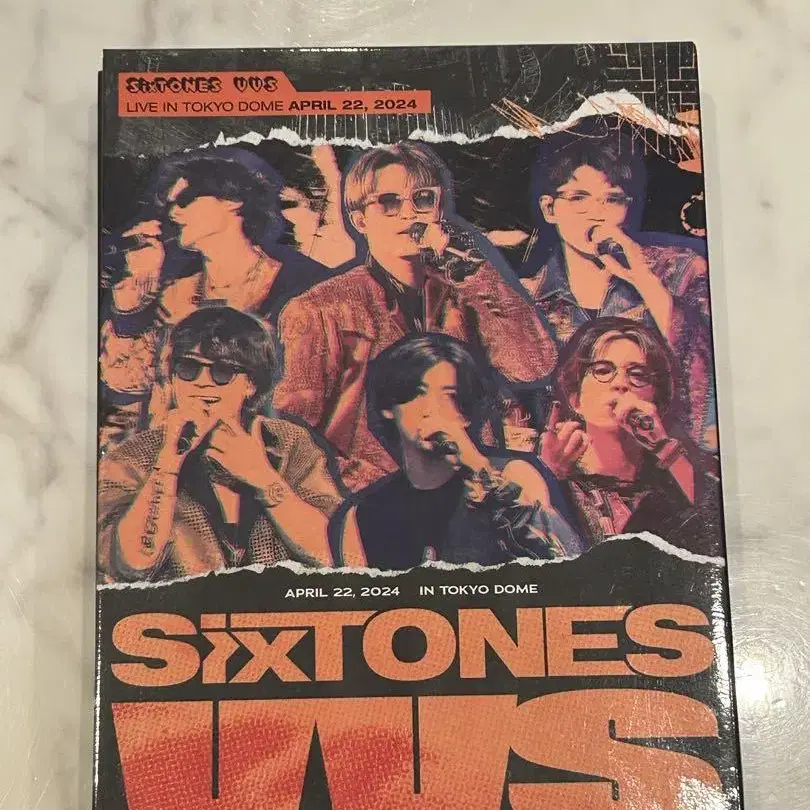 SixTONES VVS
LIVE IN TOKYO DOME APRIL 22, 2024
APRIL 22, 2024 IN TOKYO DOME
SixTONES
VVS